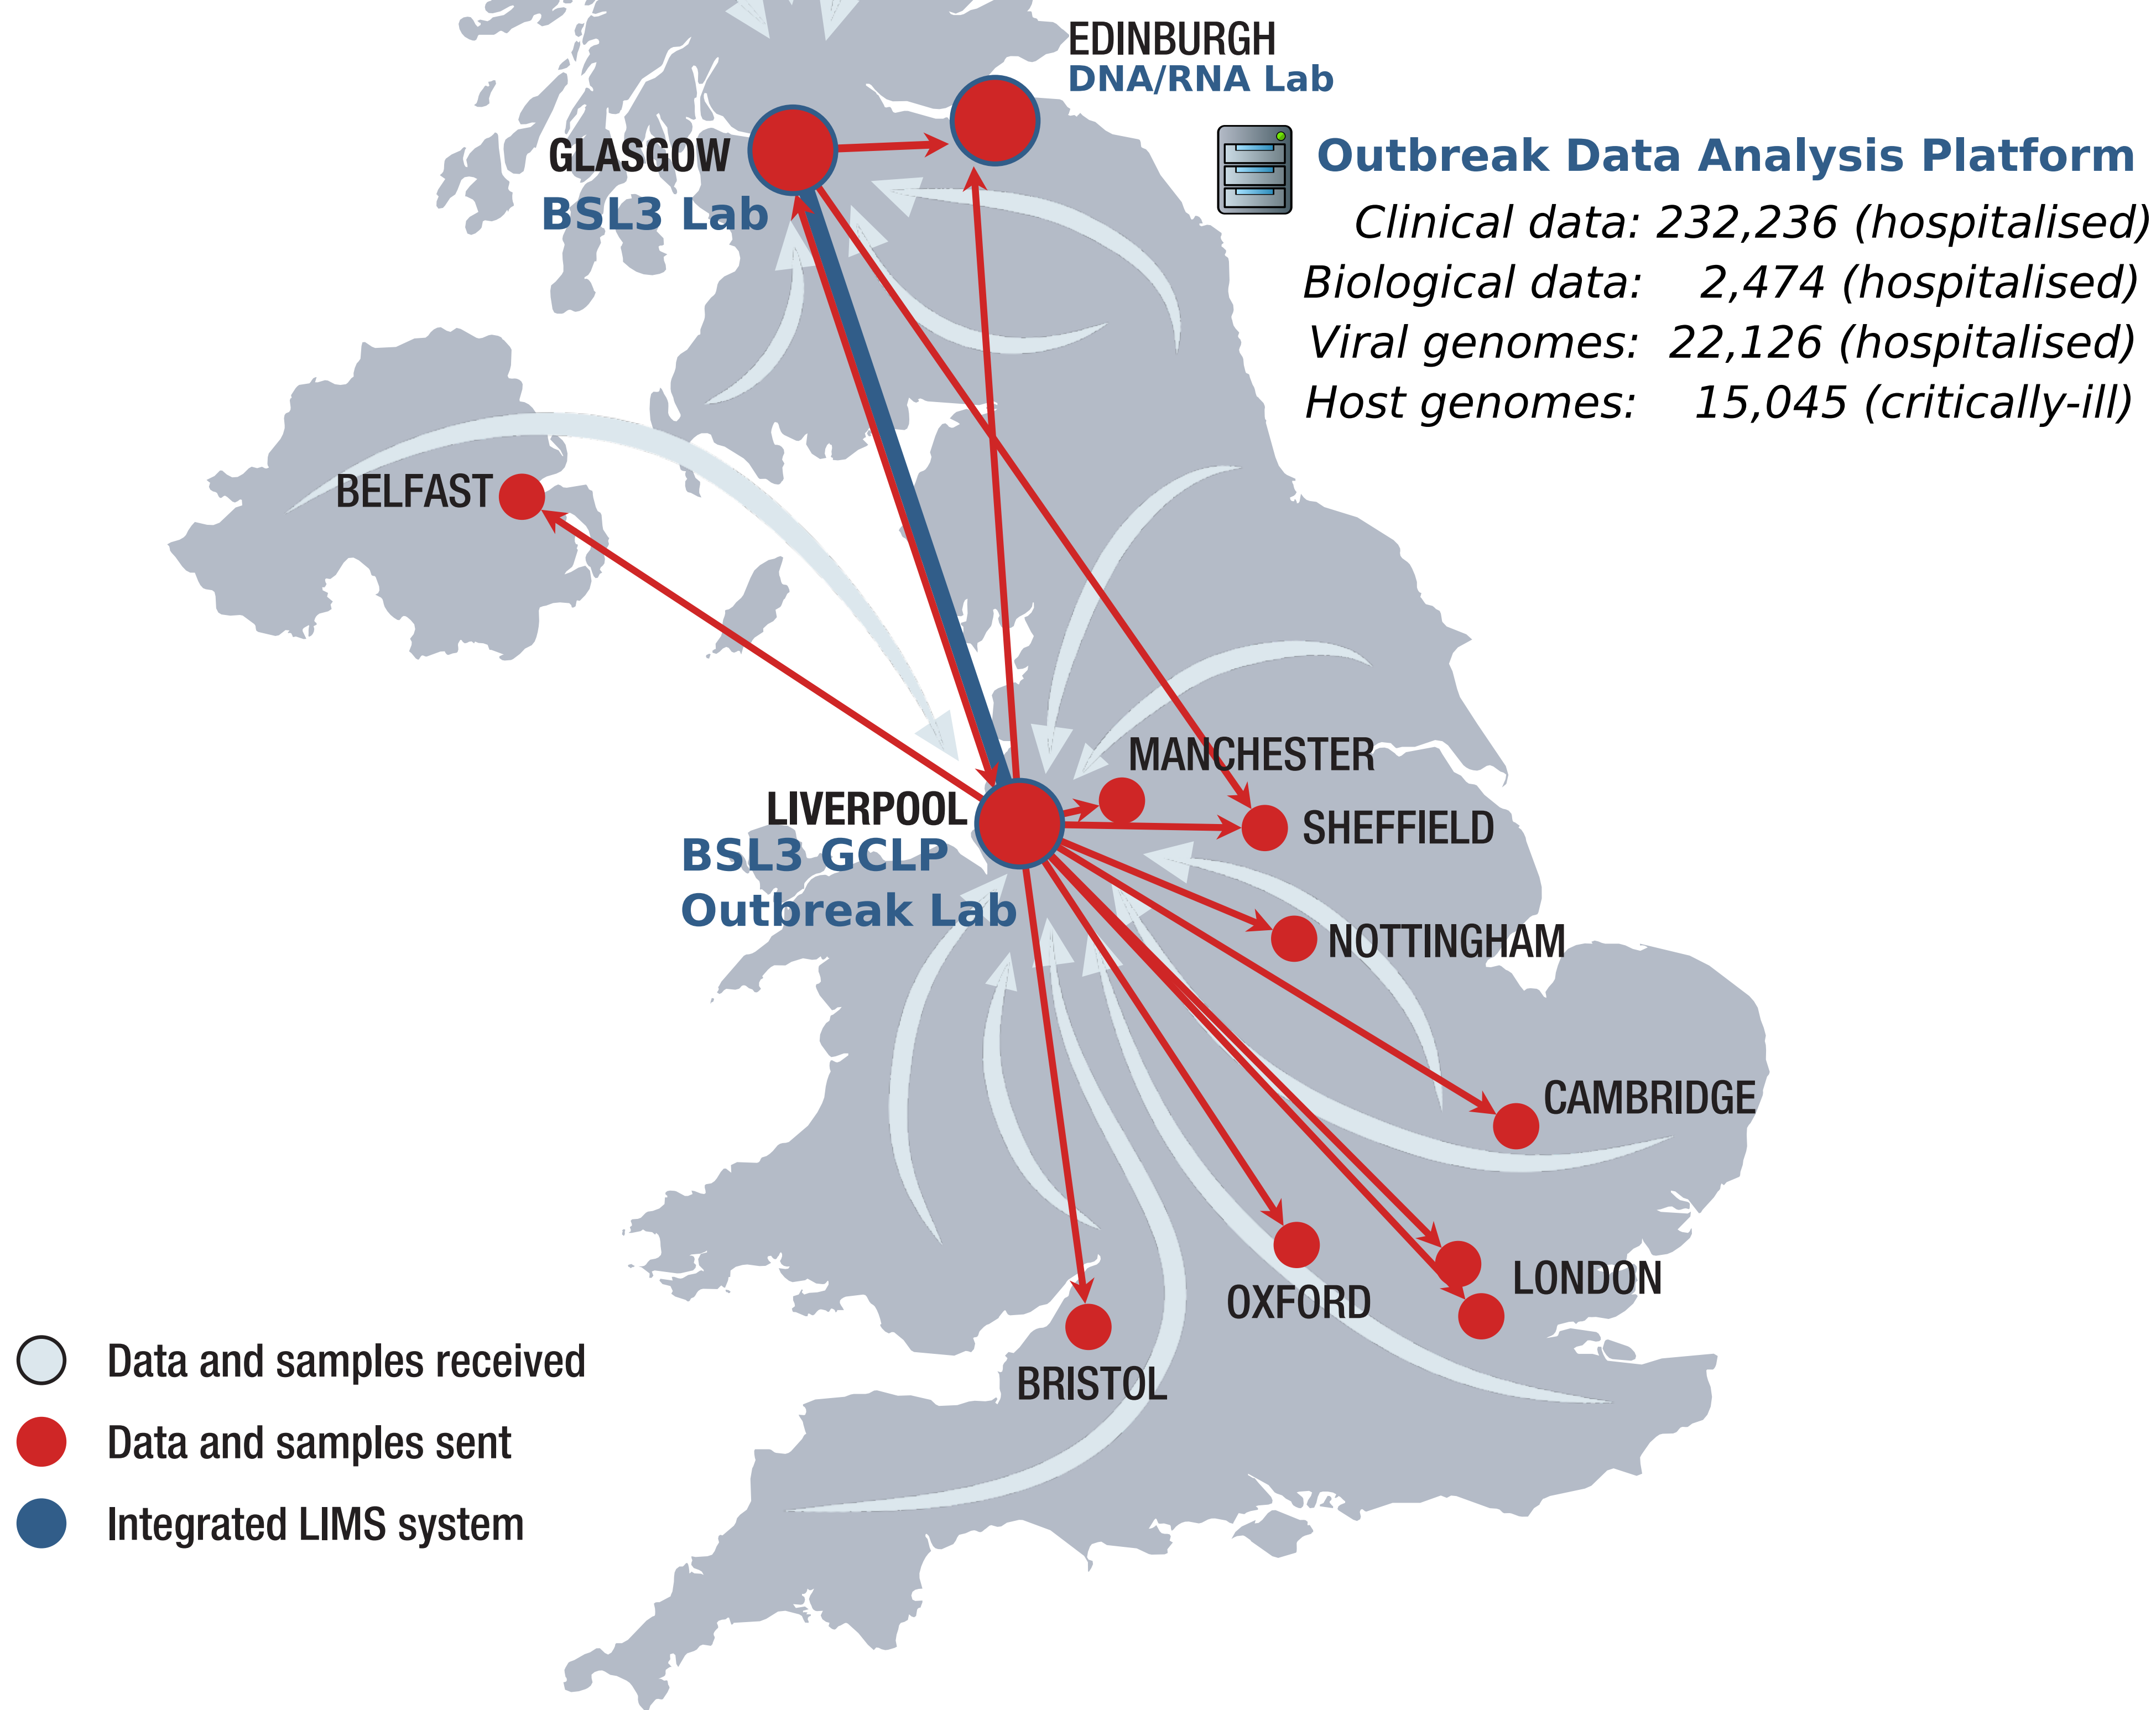 EDINBURGH
DNA/RNA Lab
GLASGOW
BSL3 Lab
Outbreak Data Analysis Platform
Clinical data: 232,236 (hospitalised)
Biological data: 2,474 (hospitalised)
Viral genomes: 22,126 (hospitalised)
Host genomes: 15,045 (critically-ill)
BELFAST
MANCHESTER
LIVERPOOL
BSL3 GCLP
Outbreak Lab
SHEFFIELD
NOTTINGHAM
CAMBRIDGE
LONDON
OXFORD
BRISTOL
Data and samples received
Data and samples sent
Integrated LIMS system